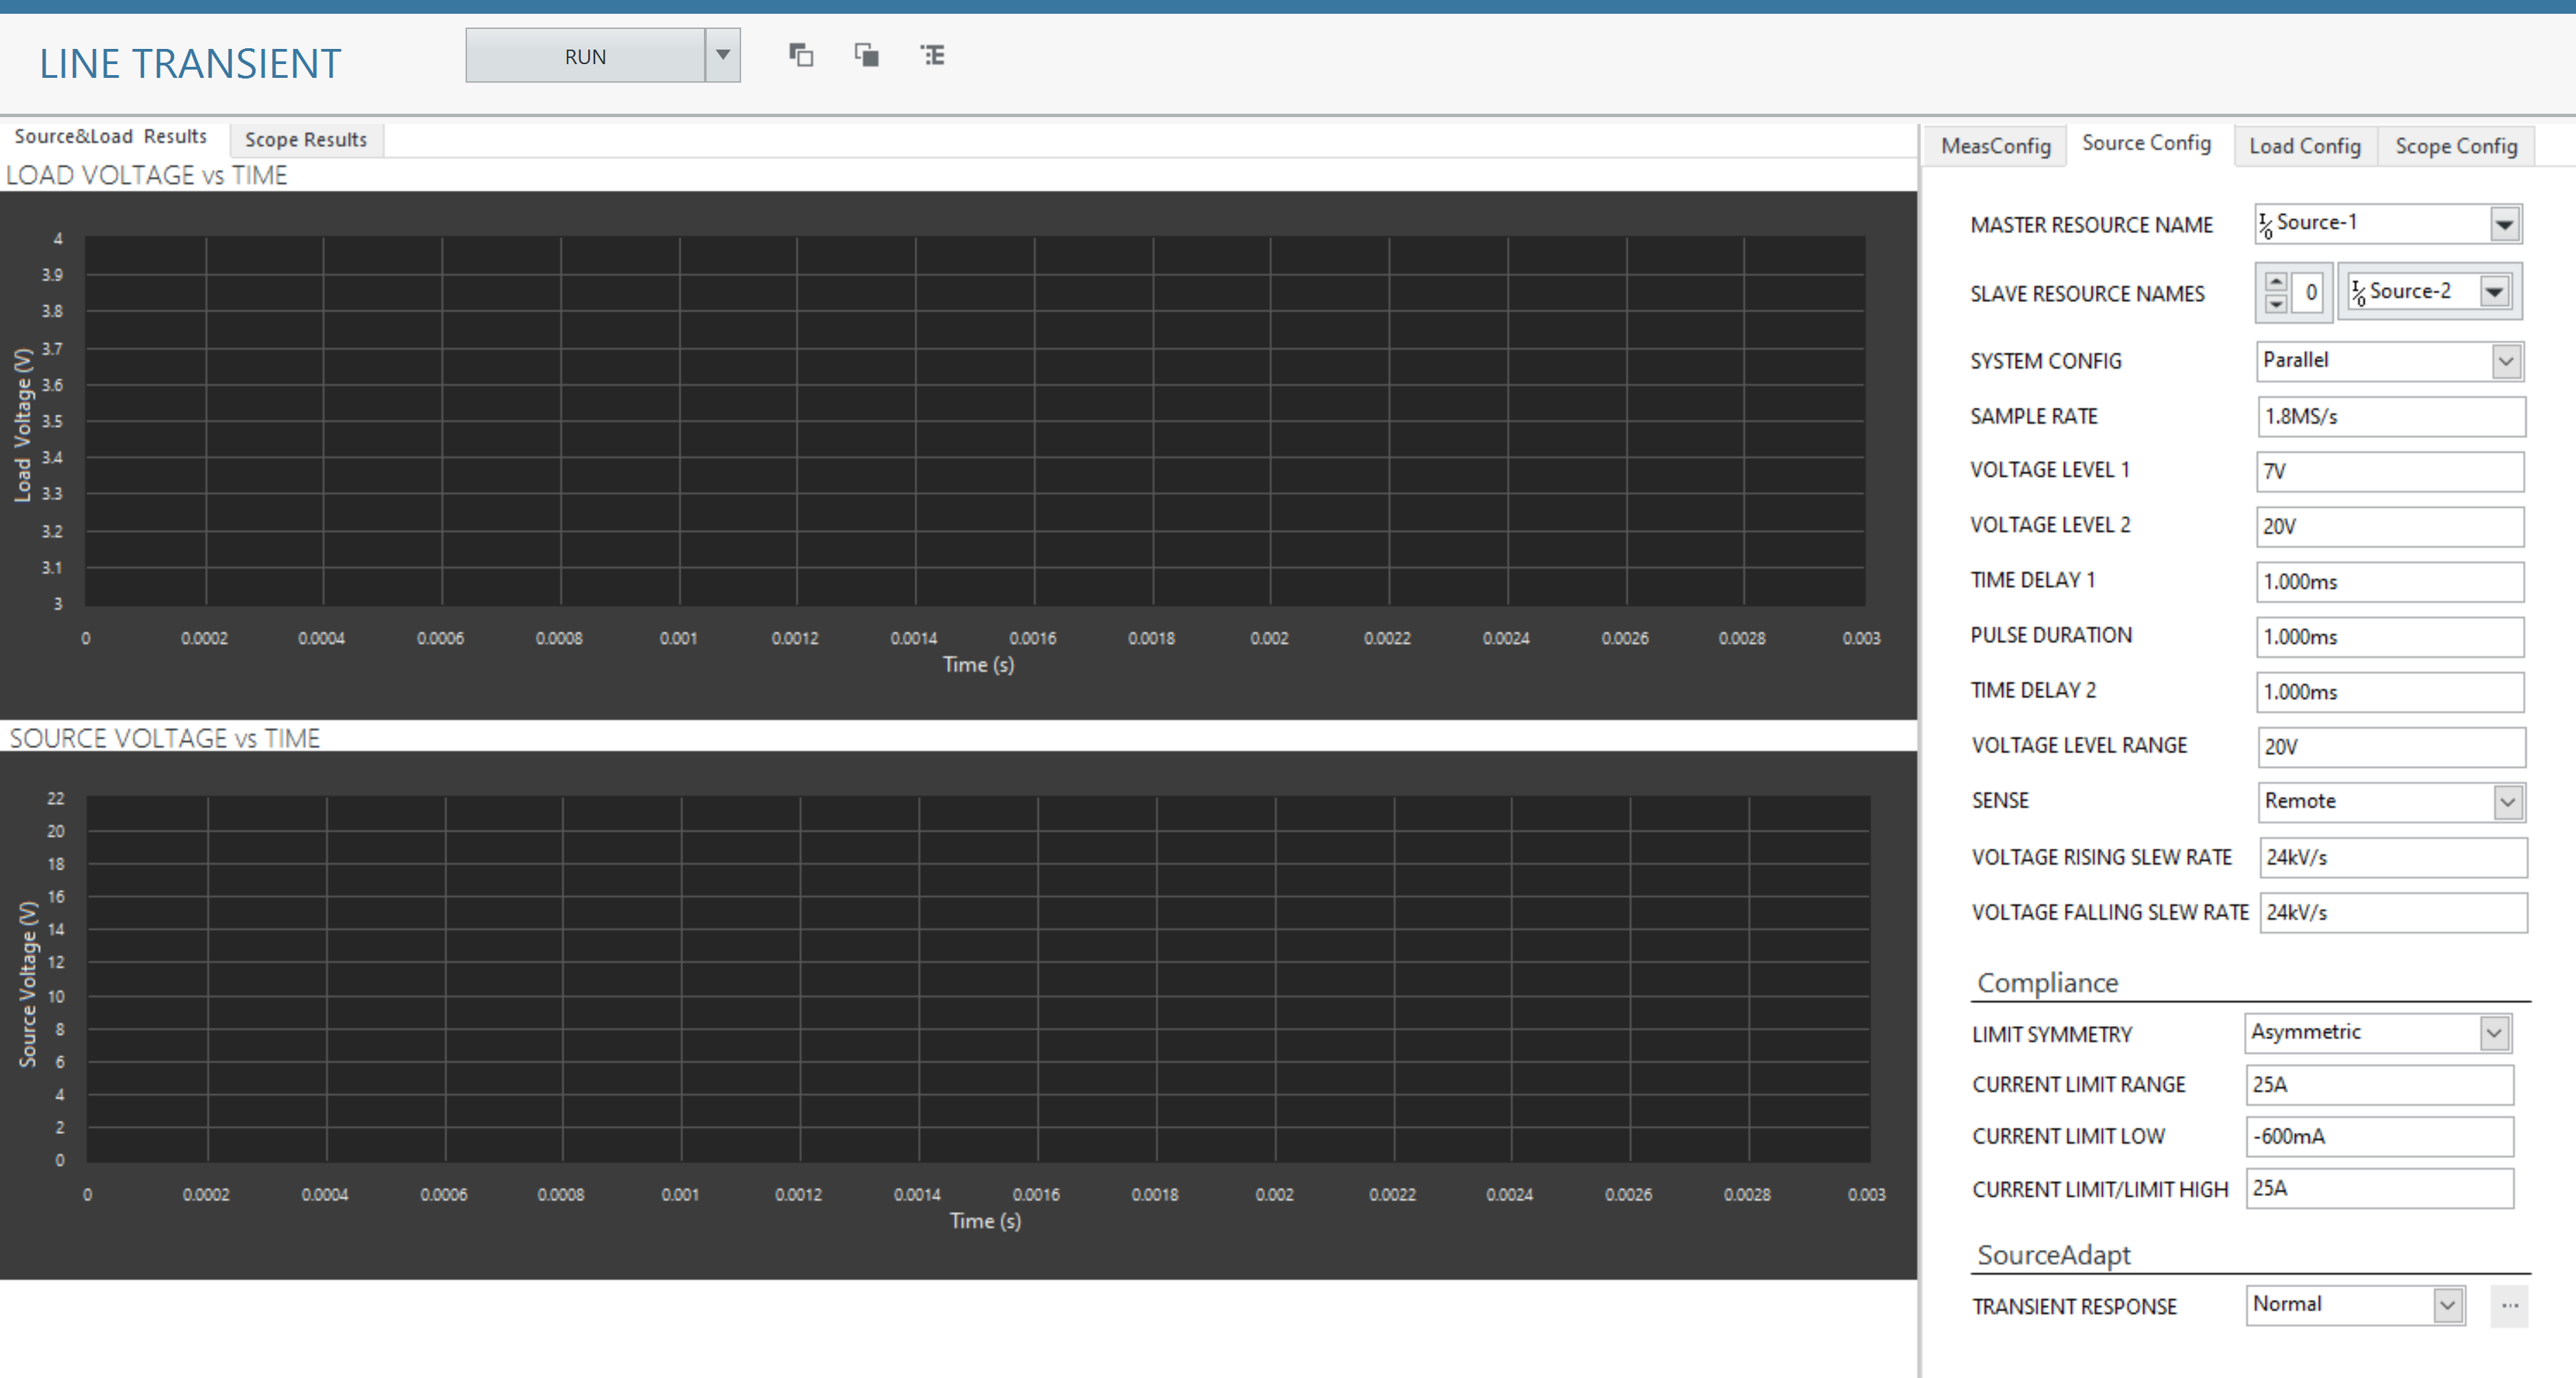 LINE TRANSIENT
RUN
Source&Load Results
Scope Results
LOAD VOLTAGE vs TIME
Load Voltage (V)
4
3.9
3.8
3.7
3.6
3.5
3.4
3.3
3.2
3.1
3
0 0.0002 0.0004 0.0006 0.0008 0.001 0.0012 0.0014 0.0016 0.0018 0.002 0.0022 0.0024 0.0026 0.0028 0.003
Time (s)
SOURCE VOLTAGE vs TIME
Source Voltage (V)
22
20
18
16
14
12
10
8
6
4
2
0
0 0.0002 0.0004 0.0006 0.0008 0.001 0.0012 0.0014 0.0016 0.0018 0.002 0.0022 0.0024 0.0026 0.0028 0.003
Time (s)
MeasConfig
Source Config
Load Config
Scope Config
MASTER RESOURCE NAME I/O Source-1
SLAVE RESOURCE NAMES 0 I/O Source-2
SYSTEM CONFIG Parallel
SAMPLE RATE 1.8MS/s
VOLTAGE LEVEL 1 7V
VOLTAGE LEVEL 2 20V
TIME DELAY 1 1.000ms
PULSE DURATION 1.000ms
TIME DELAY 2 1.000ms
VOLTAGE LEVEL RANGE 20V
SENSE Remote
VOLTAGE RISING SLEW RATE 24kV/s
VOLTAGE FALLING SLEW RATE 24kV/s
Compliance
LIMIT SYMMETRY Asymmetric
CURRENT LIMIT RANGE 25A
CURRENT LIMIT LOW -600mA
CURRENT LIMIT/LIMIT HIGH 25A
SourceAdapt
TRANSIENT RESPONSE Normal ...